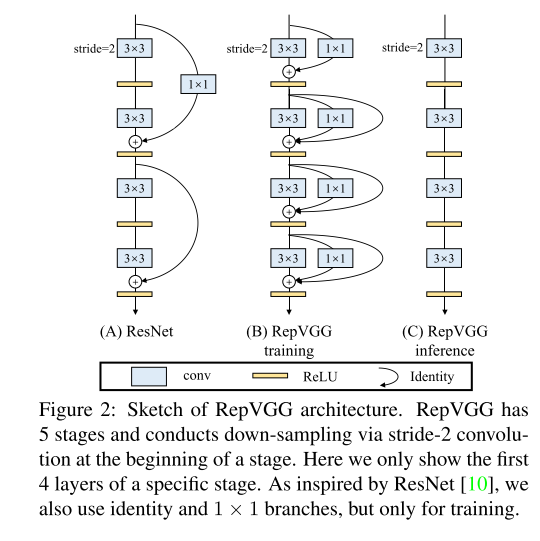 stride=2 3×3 stride=2 3×3 1×1 stride=2 3×3
1×1
3×3 3×3 1×1 3×3
3×3 3×3 1×1 3×3
3×3 3×3 1×1 3×3
(A) ResNet (B) RepVGG (C) RepVGG
training inference
conv ReLU Identity
Figure 2: Sketch of RepVGG architecture. RepVGG has
5 stages and conducts down-sampling via stride-2 convolu-
tion at the beginning of a stage. Here we only show the first
4 layers of a specific stage. As inspired by ResNet [10], we
also use identity and 1 × 1 branches, but only for training.